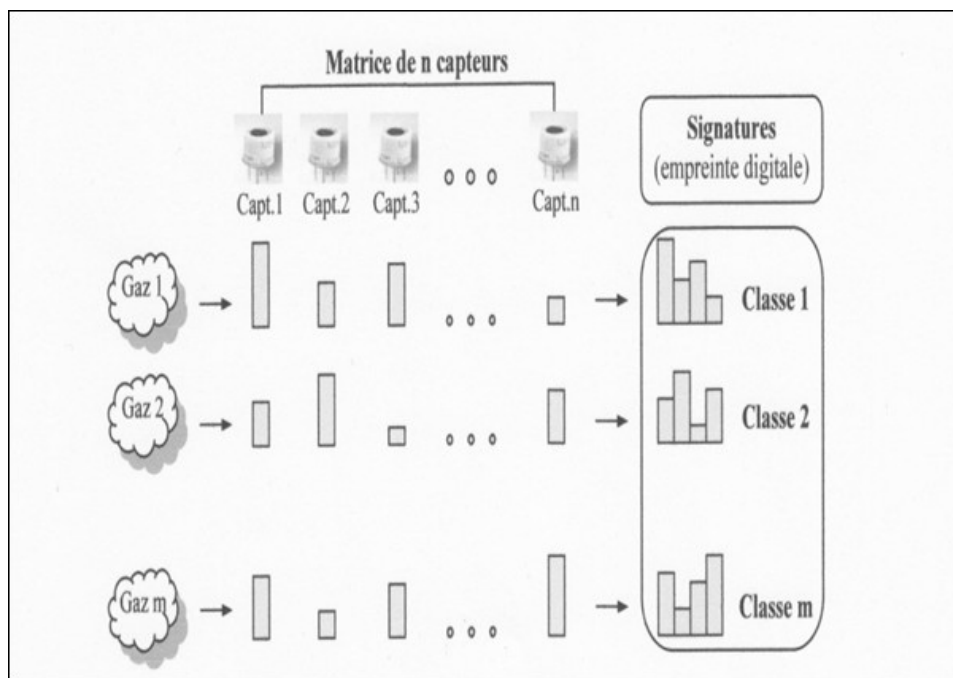 Matrice de n capteurs
Signatures
(empreinte digitale)
Capt.1 Capt.2 Capt.3 Capt.n
Gaz 1 Classe 1
Gaz 2 Classe 2
Gaz m Classe m